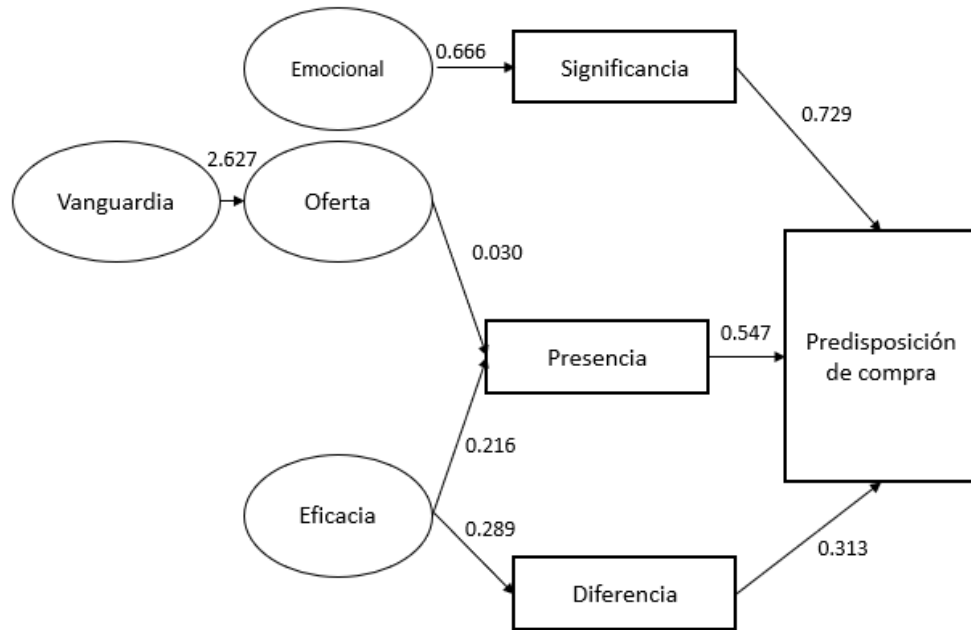 Emocional
0.666
Significancia
0.729
Vanguardia
2.627
Oferta
0.030
Presencia
0.547
Predisposición
de compra
0.216
Eficacia
0.289
Diferencia
0.313